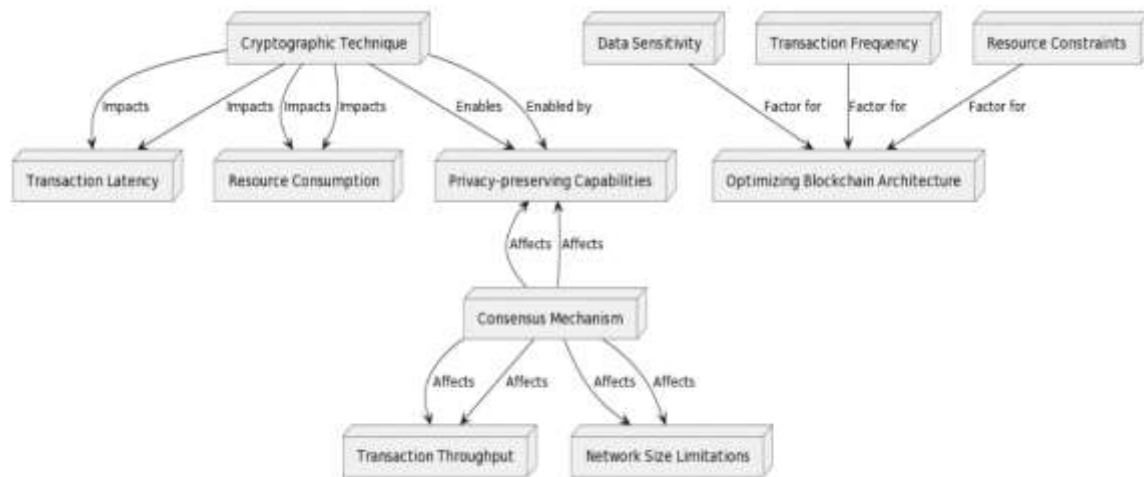 Cryptographic Technique
Data Sensitivity
Transaction Frequency
Resource Constraints
Impacts
Impacts
Impacts
Impacts
Enables
Enabled by
Factor for
Factor for
Factor for
Transaction Latency
Resource Consumption
Privacy-preserving Capabilities
Optimizing Blockchain Architecture
Affects
Affects
Consensus Mechanism
Affects
Affects
Affects
Affects
Transaction Throughput
Network Size Limitations